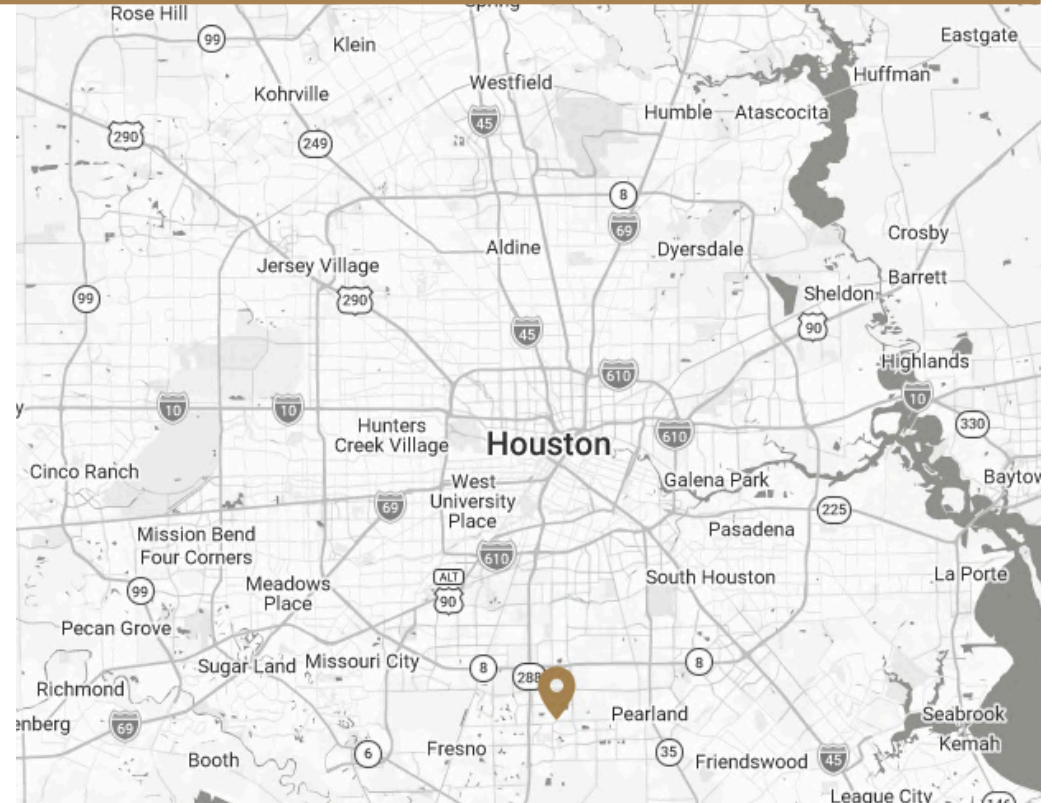 Spring
Rose Hill
99
Klein
Eastgate
Westfield
Huffman
Kohrville
Humble
Atascocita
45
290
249
8
69
Aldine
Dyersdale
Crosby
Jersey Village
Barrett
99
290
Sheldon
45
90
Highlands
610
10
10
10
y
Hunters
Creek Village
Houston
610
330
Cinco Ranch
West
University
Place
Galena Park
Baytow
69
225
Mission Bend
Four Corners
Pasadena
610
Meadows
Place
ALT
90
South Houston
La Porte
99
Pecan Grove
Sugar Land
Missouri City
8
288
8
Richmond
enberg
69
Pearland
Seabrook
Kemah
Booth
6
Fresno
35
Friendswood
45
League City
146